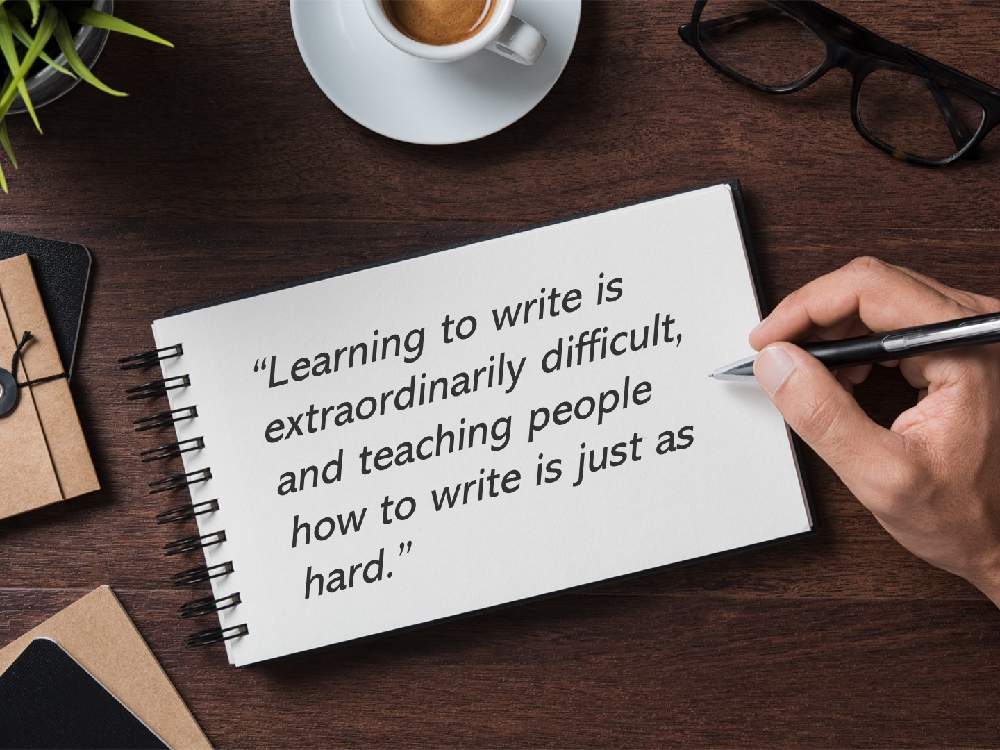 “Learning to write is
extraordinarily difficult,
and teaching people
how to write is just as
hard.”